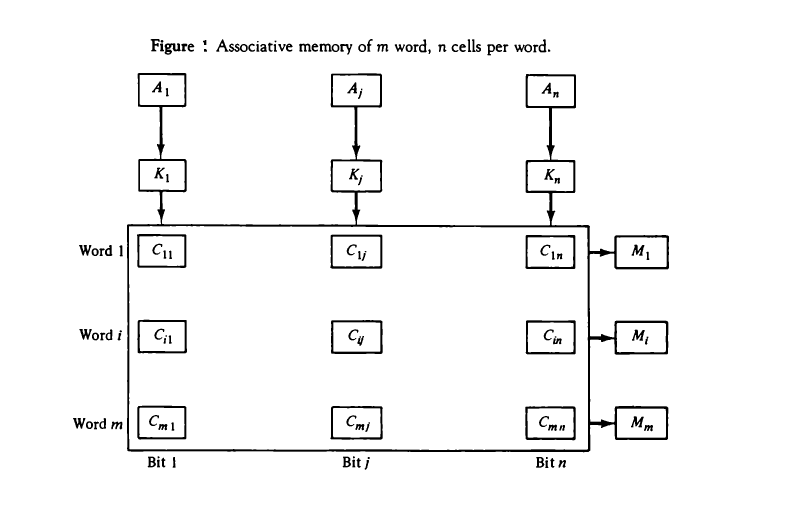 Figure : Associative memory of m word, n cells per word.
A1 Aj An
K1 Kj Kn
Word 1 C11 C1j C1n M1
Word i Ci1 Cij Cin Mi
Word m Cm1 Cmj Cmn Mm
Bit 1 Bit j Bit n